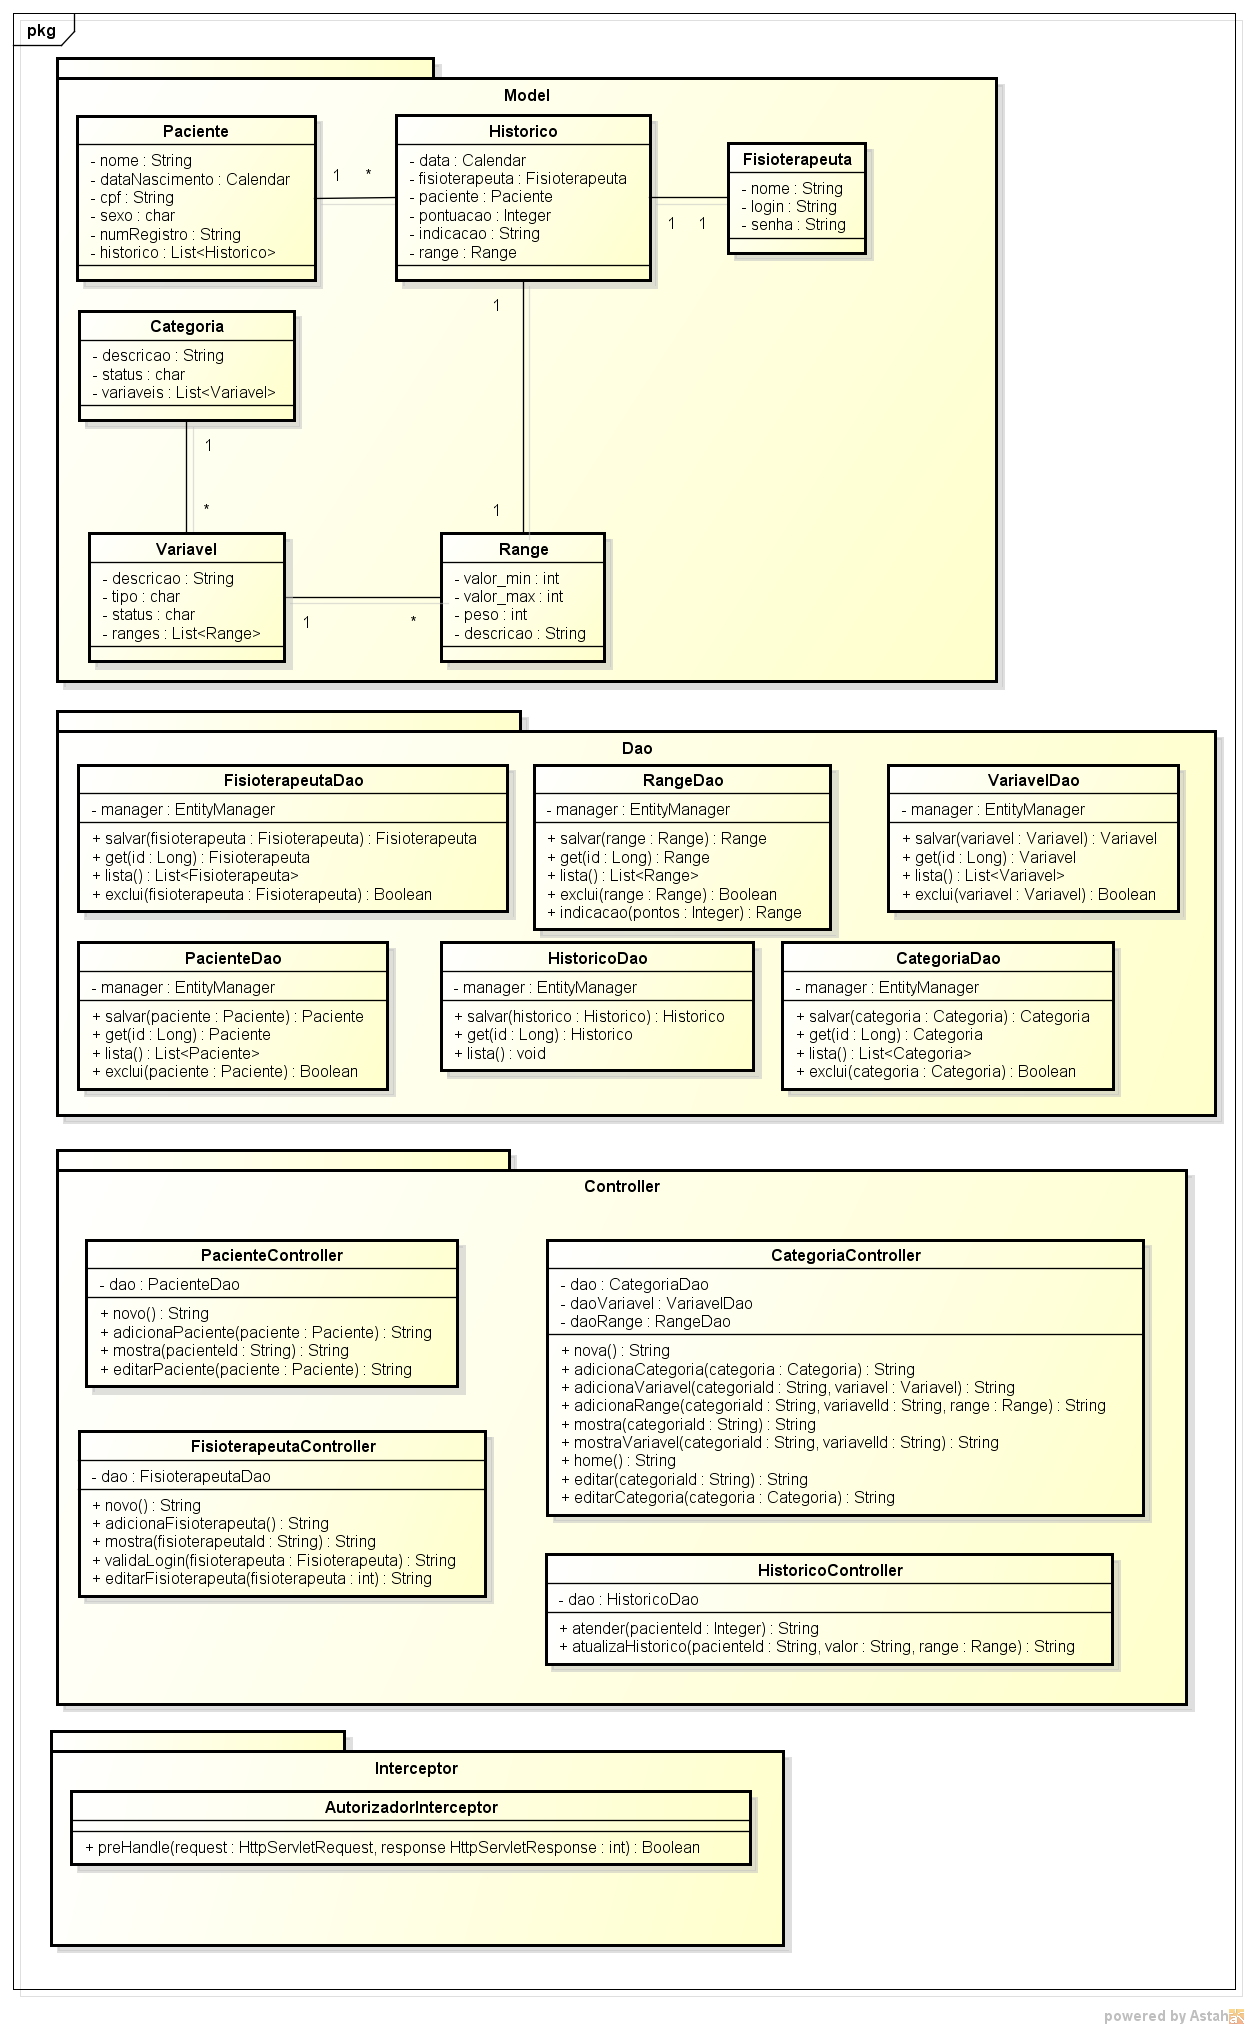 pkg
Model
Paciente
- nome : String
- dataNascimento : Calendar
- cpf : String
- sexo : char
- numRegistro : String
- historico : List<Historico>
1
*
Historico
- data : Calendar
- fisioterapeuta : Fisioterapeuta
- paciente : Paciente
- pontuacao : Integer
- indicacao : String
- range : Range
1 1
Fisioterapeuta
- nome : String
- login : String
- senha : String
1
1
Categoria
- descricao : String
- status : char
- variaveis : List<Variavel>
1
*
Variavel
- descricao : String
- tipo : char
- status : char
- ranges : List<Range>
1
*
Range
- valor_min : int
- valor_max : int
- peso : int
- descricao : String
Dao
FisioterapeutaDao
- manager : EntityManager
+ salvar(fisioterapeuta : Fisioterapeuta) : Fisioterapeuta
+ get(id : Long) : Fisioterapeuta
+ lista() : List<Fisioterapeuta>
+ exclui(fisioterapeuta : Fisioterapeuta) : Boolean
RangeDao
- manager : EntityManager
+ salvar(range : Range) : Range
+ get(id : Long) : Range
+ lista() : List<Range>
+ exclui(range : Range) : Boolean
+ indicacao(pontos : Integer) : Range
VariavelDao
- manager : EntityManager
+ salvar(variavel : Variavel) : Variavel
+ get(id : Long) : Variavel
+ lista() : List<Variavel>
+ exclui(variavel : Variavel) : Boolean
PacienteDao
- manager : EntityManager
+ salvar(paciente : Paciente) : Paciente
+ get(id : Long) : Paciente
+ lista() : List<Paciente>
+ exclui(paciente : Paciente) : Boolean
HistoricoDao
- manager : EntityManager
+ salvar(historico : Historico) : Historico
+ get(id : Long) : Historico
+ lista() : void
CategoriaDao
- manager : EntityManager
+ salvar(categoria : Categoria) : Categoria
+ get(id : Long) : Categoria
+ lista() : List<Categoria>
+ exclui(categoria : Categoria) : Boolean
Controller
PacienteController
- dao : PacienteDao
+ novo() : String
+ adicionaPaciente(paciente : Paciente) : String
+ mostra(pacienteId : String) : String
+ editarPaciente(paciente : Paciente) : String
CategoriaController
- dao : CategoriaDao
- daoVariavel : VariavelDao
- daoRange : RangeDao
+ nova() : String
+ adicionaCategoria(categoria : Categoria) : String
+ adicionaVariavel(categoriaId : String, variavel : Variavel) : String
+ adicionaRange(categoriaId : String, variavelId : String, range : Range) : String
+ mostra(categoriaId : String) : String
+ mostraVariavel(categoriaId : String, variavelId : String) : String
+ home() : String
+ editar(categoriaId : String) : String
+ editarCategoria(categoria : Categoria) : String
FisioterapeutaController
- dao : FisioterapeutaDao
+ novo() : String
+ adicionaFisioterapeuta() : String
+ mostra(fisioterapeutaId : String) : String
+ validaLogin(fisioterapeuta : Fisioterapeuta) : String
+ editarFisioterapeuta(fisioterapeuta : int) : String
HistoricoController
- dao : HistoricoDao
+ atender(pacienteId : Integer) : String
+ atualizaHistorico(pacienteId : String, valor : String, range : Range) : String
Interceptor
AutorizadorInterceptor
+ preHandle(request : HttpServletRequest, response HttpServletResponse : int) : Boolean
powered by Astah